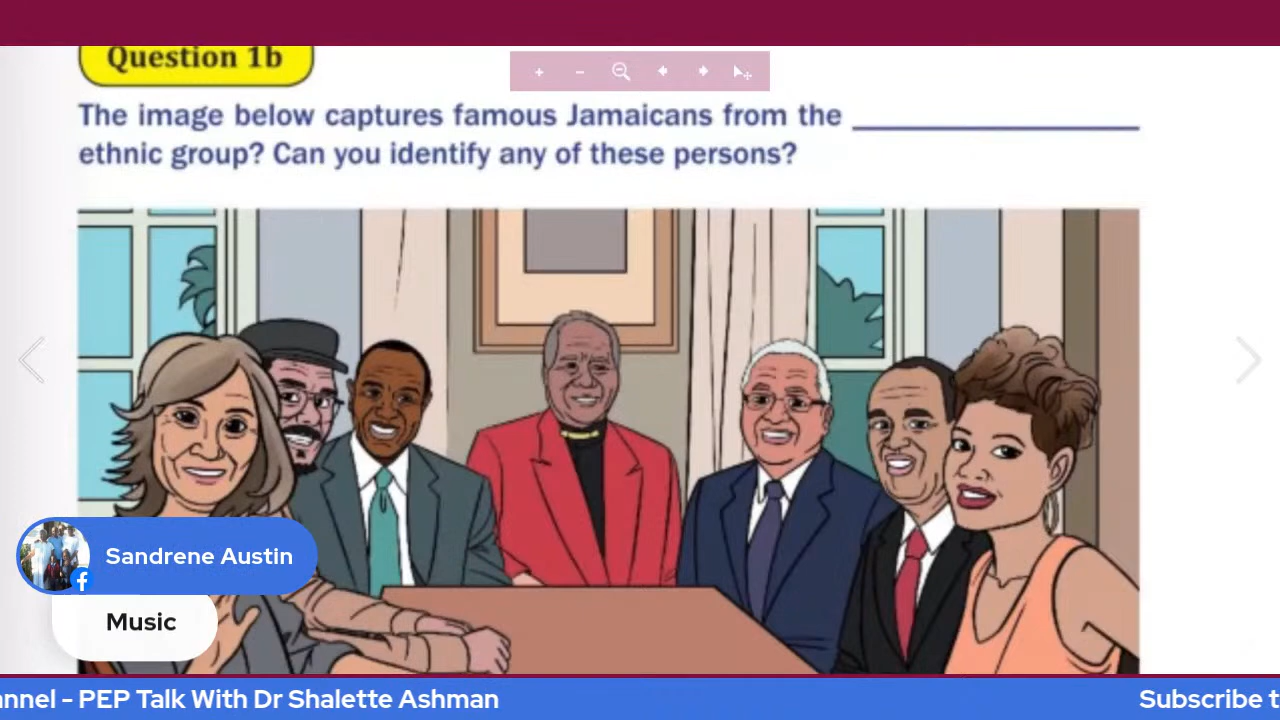 Question 1b
The image below captures famous Jamaicans from the
ethnic group? Can you identify any of these persons?
Sandrene Austin
Music
annel - PEP Talk With Dr Shalette Ashman
Subscribe t